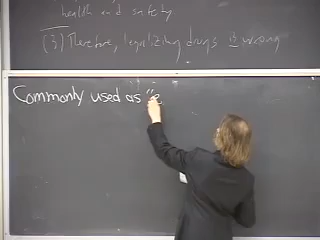 health and safety
(3) Therefore, legalizing drugs is wrong
Commonly used as "e